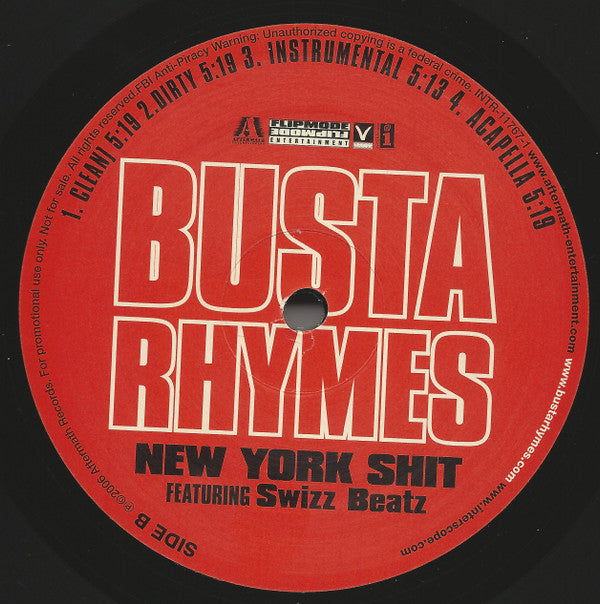 ℗©2006 Aftermath Records. For promotional use only. Not for sale. All rights reserved. FBI Anti-Piracy Warning: Unauthorized copying is a federal crime. INTR-11767-1 www.aftermath-entertainment.com www.bustarhymes.com www.interscope.com
1. CLEAN) 5:19 2. DIRTY 5:19 3. INSTRUMENTAL 5:13 4. ACAPELLA 5:19
AFTERMATH
FLIPMODE
FLIPMODE
ENTERTAINMENT
i
BUSTA
RHYMES
NEW YORK SHIT
FEATURING Swizz Beatz
SIDE B